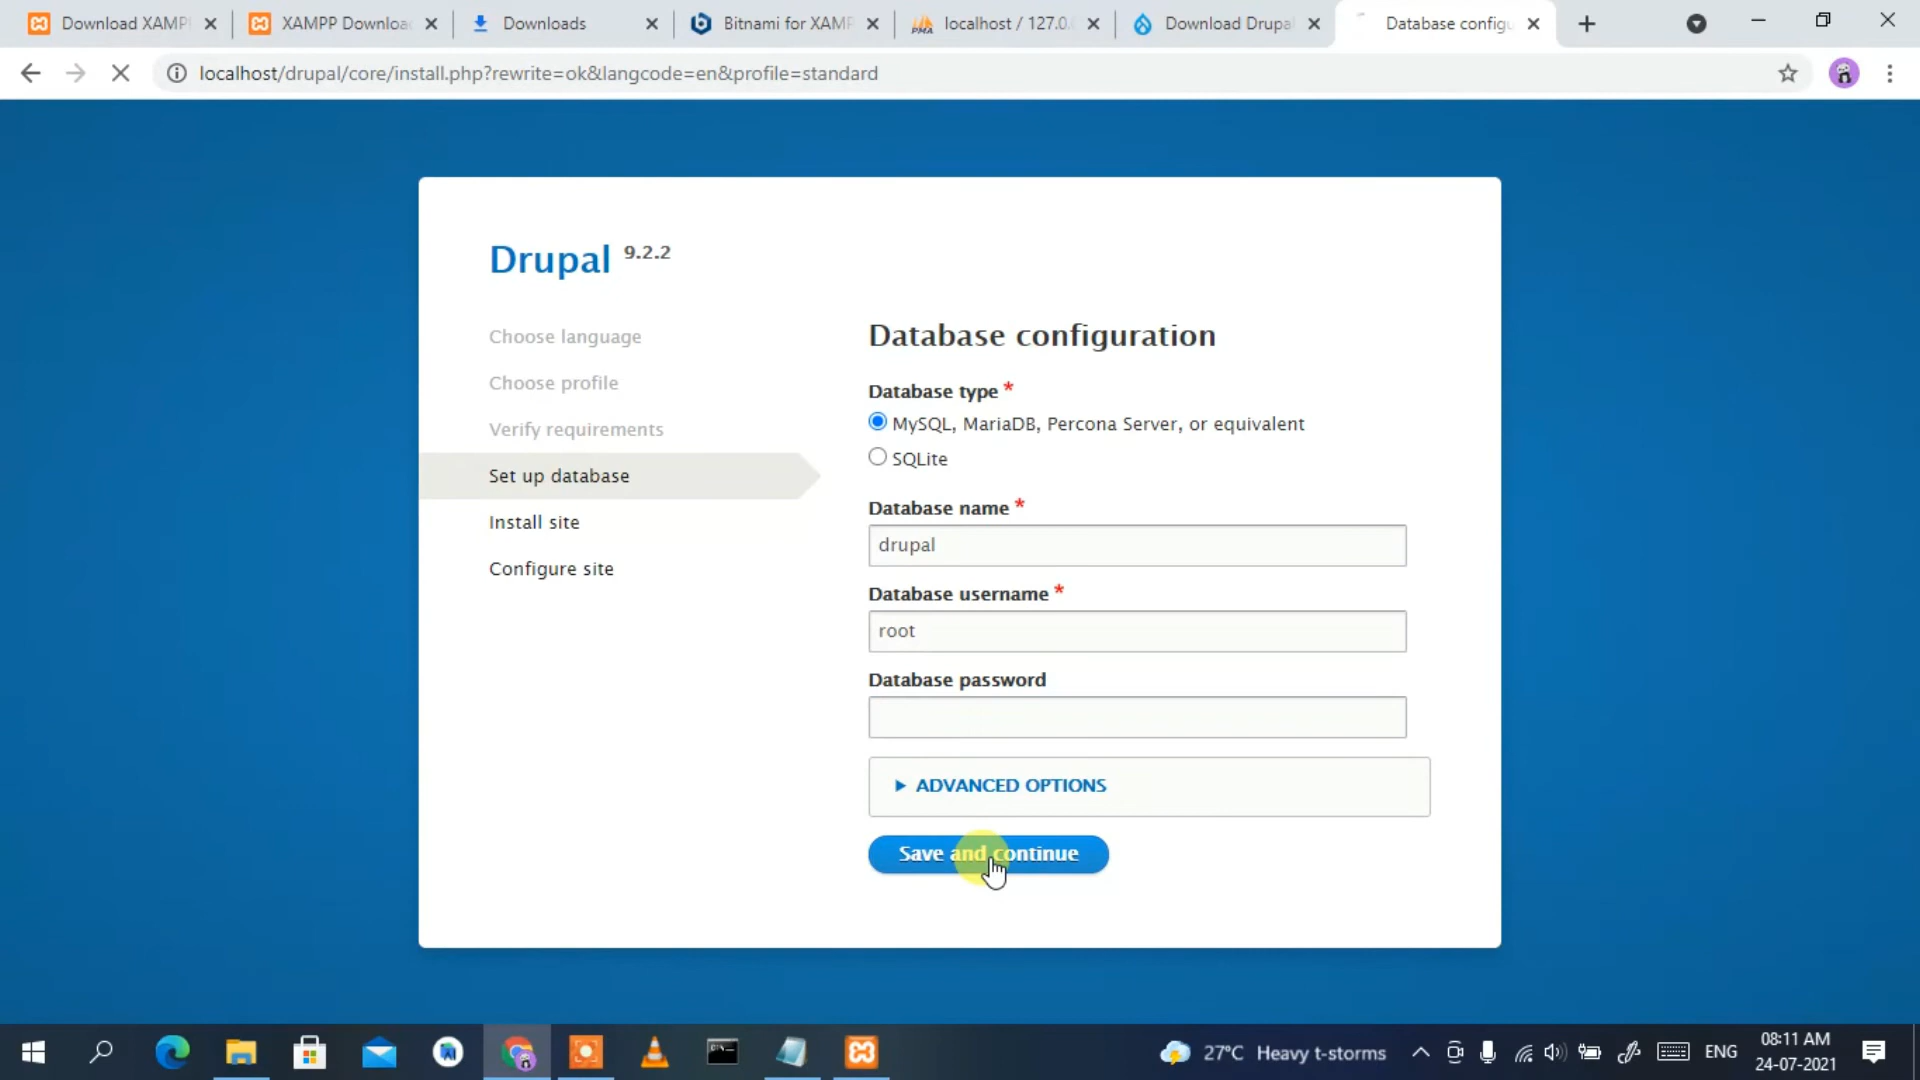 Download XAMP
XAMPP Downloa
Downloads
Bitnami for XAMP
localhost / 127.0.
Download Drupa
Database configu
localhost/drupal/core/install.php?rewrite=ok&langcode=en&profile=standard
Drupal 9.2.2
Choose language
Choose profile
Verify requirements
Set up database
Install site
Configure site
Database configuration
Database type *
MySQL, MariaDB, Percona Server, or equivalent
SQLite
Database name *
drupal
Database username *
root
Database password
ADVANCED OPTIONS
Save and continue
27°C Heavy t-storms
ENG
08:11 AM
24-07-2021